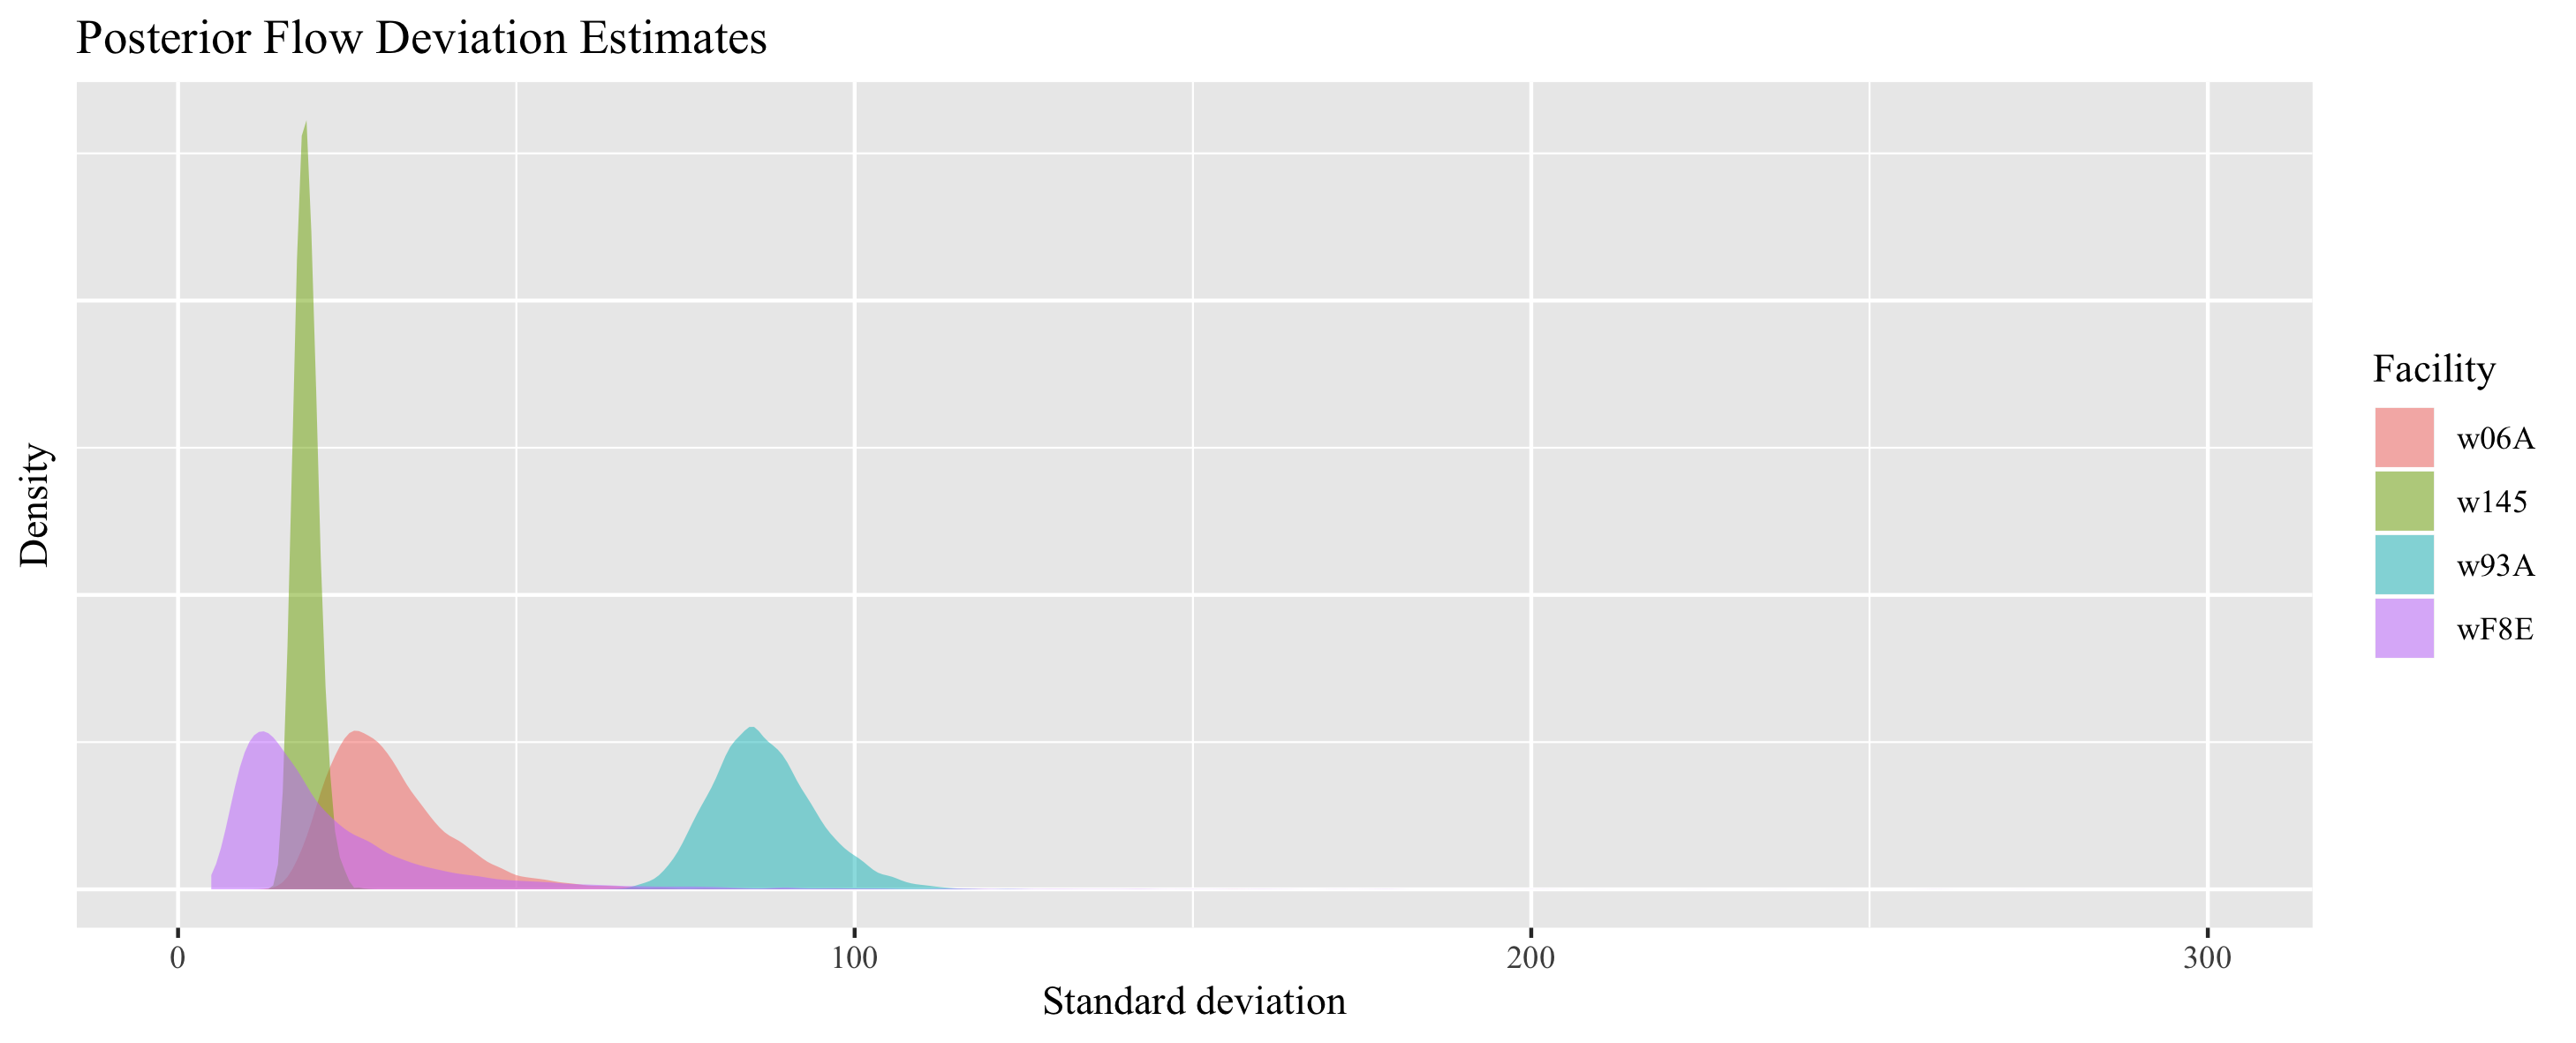 Posterior Flow Deviation Estimates
Density
0
100
200
300
Standard deviation
Facility
w06A
w145
w93A
wF8E